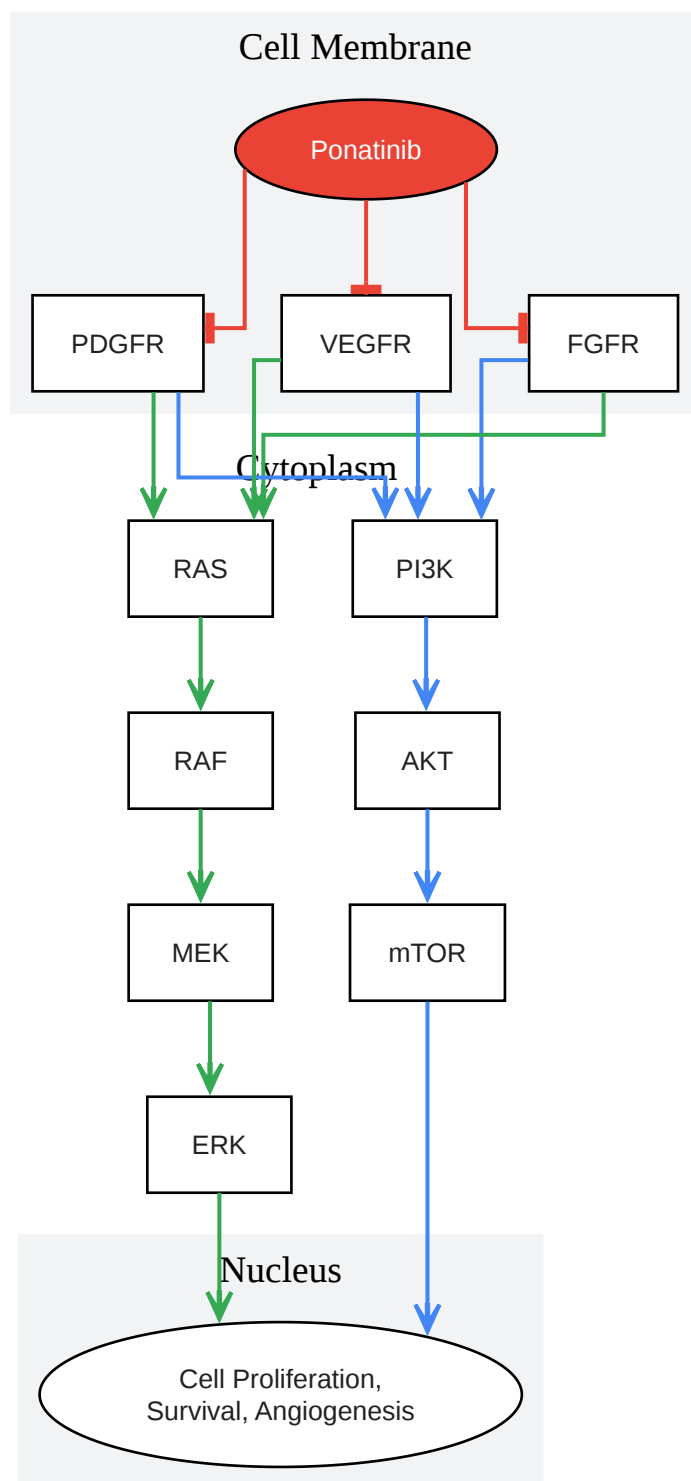 Cell Membrane
Ponatinib
PDGFR
VEGFR
FGFR
Cytoplasm
RAS
PI3K
RAF
AKT
MEK
mTOR
ERK
Nucleus
Cell Proliferation,
Survival, Angiogenesis